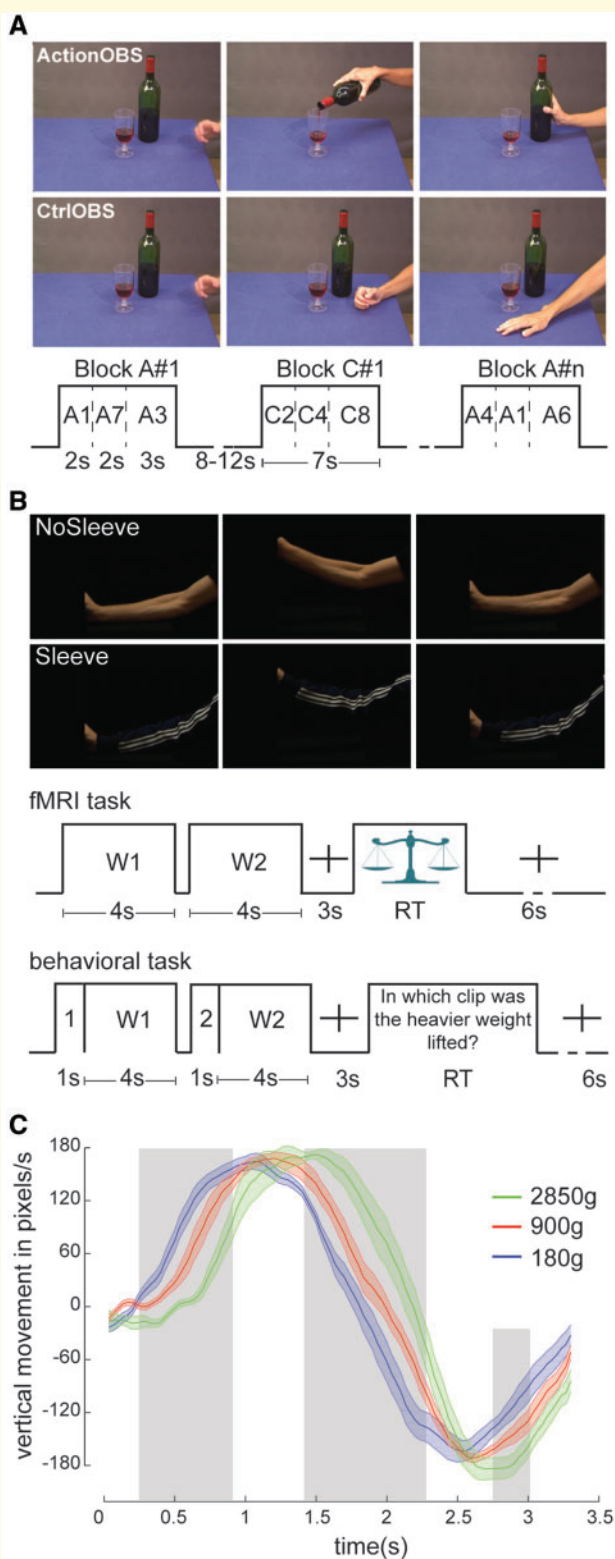 A
ActionOBS
CtrlOBS
Block A#1 Block C#1 Block A#n
A1 A7 A3 C2 C4 C8 A4 A1 A6
2s 2s 3s 8-12s 7s
B
NoSleeve
Sleeve
fMRI task
W1 W2
4s 4s 3s RT 6s
behavioral task
1 W1 2 W2 In which clip was
the heavier weight
lifted?
1s 4s 1s 4s 3s RT 6s
C
vertical movement in pixels/s
180
120
60
0
-60
-120
-180
2850g
900g
180g
0 0.5 1 1.5 2 2.5 3 3.5
time(s)